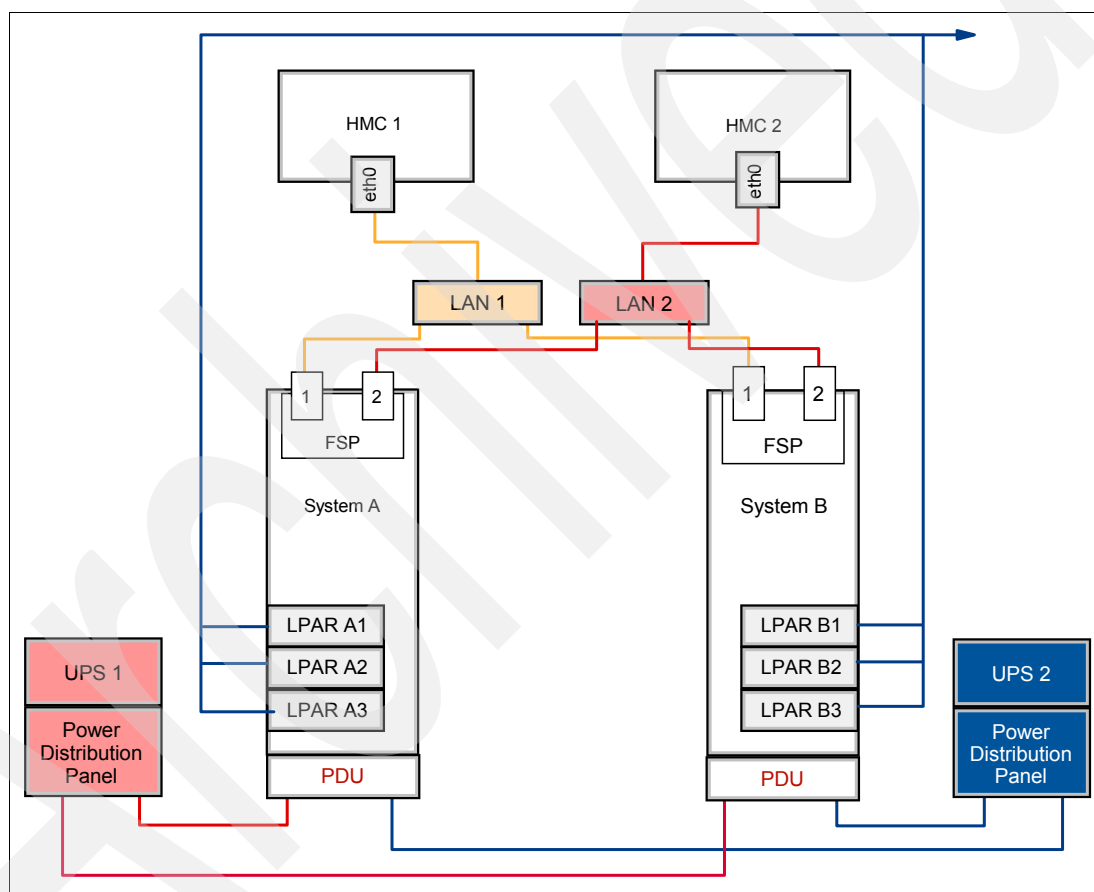 HMC 1
HMC 2
eth0
eth0
LAN 1
LAN 2
1
2
1
2
FSP
FSP
System A
System B
LPAR A1
LPAR B1
LPAR A2
LPAR B2
LPAR A3
LPAR B3
UPS 1
UPS 2
Power
Distribution
Panel
Power
Distribution
Panel
PDU
PDU